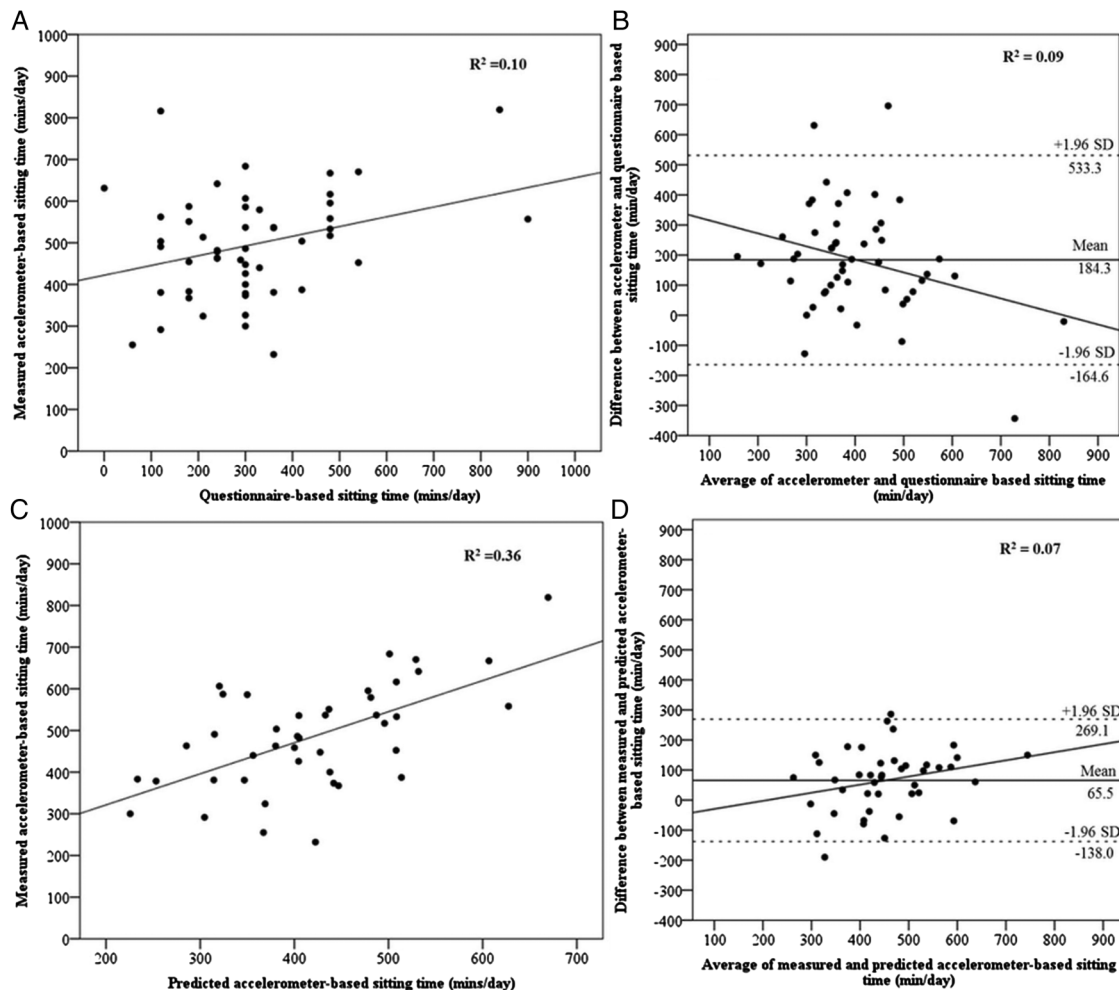 A
R² =0.10
Measured accelerometer-based sitting time (mins/day)
1000
900
800
700
600
500
400
300
200
100
0
0 100 200 300 400 500 600 700 800 900 1000
Questionnaire-based sitting time (mins/day)
B
R² = 0.09
Difference between accelerometer and questionnaire based
sitting time (min/day)
900
800
700
600
500
400
300
200
100
0
-100
-200
-300
-400
+1.96 SD
533.3
Mean
184.3
-1.96 SD
-164.6
100 200 300 400 500 600 700 800 900
Average of accelerometer and questionnaire based sitting time
(min/day)
C
R² =0.36
Measured accelerometer-based sitting time (mins/day)
1000
900
800
700
600
500
400
300
200
100
0
200 300 400 500 600 700
Predicted accelerometer-based sitting time (mins/day)
D
R² = 0.07
Difference between measured and predicted accelerometer-
based sitting time (min/day)
900
800
700
600
500
400
300
200
100
0
-100
-200
-300
-400
+1.96 SD
269.1
Mean
65.5
-1.96 SD
-138.0
100 200 300 400 500 600 700 800 900
Average of measured and predicted accelerometer-based sitting
time (min/day)